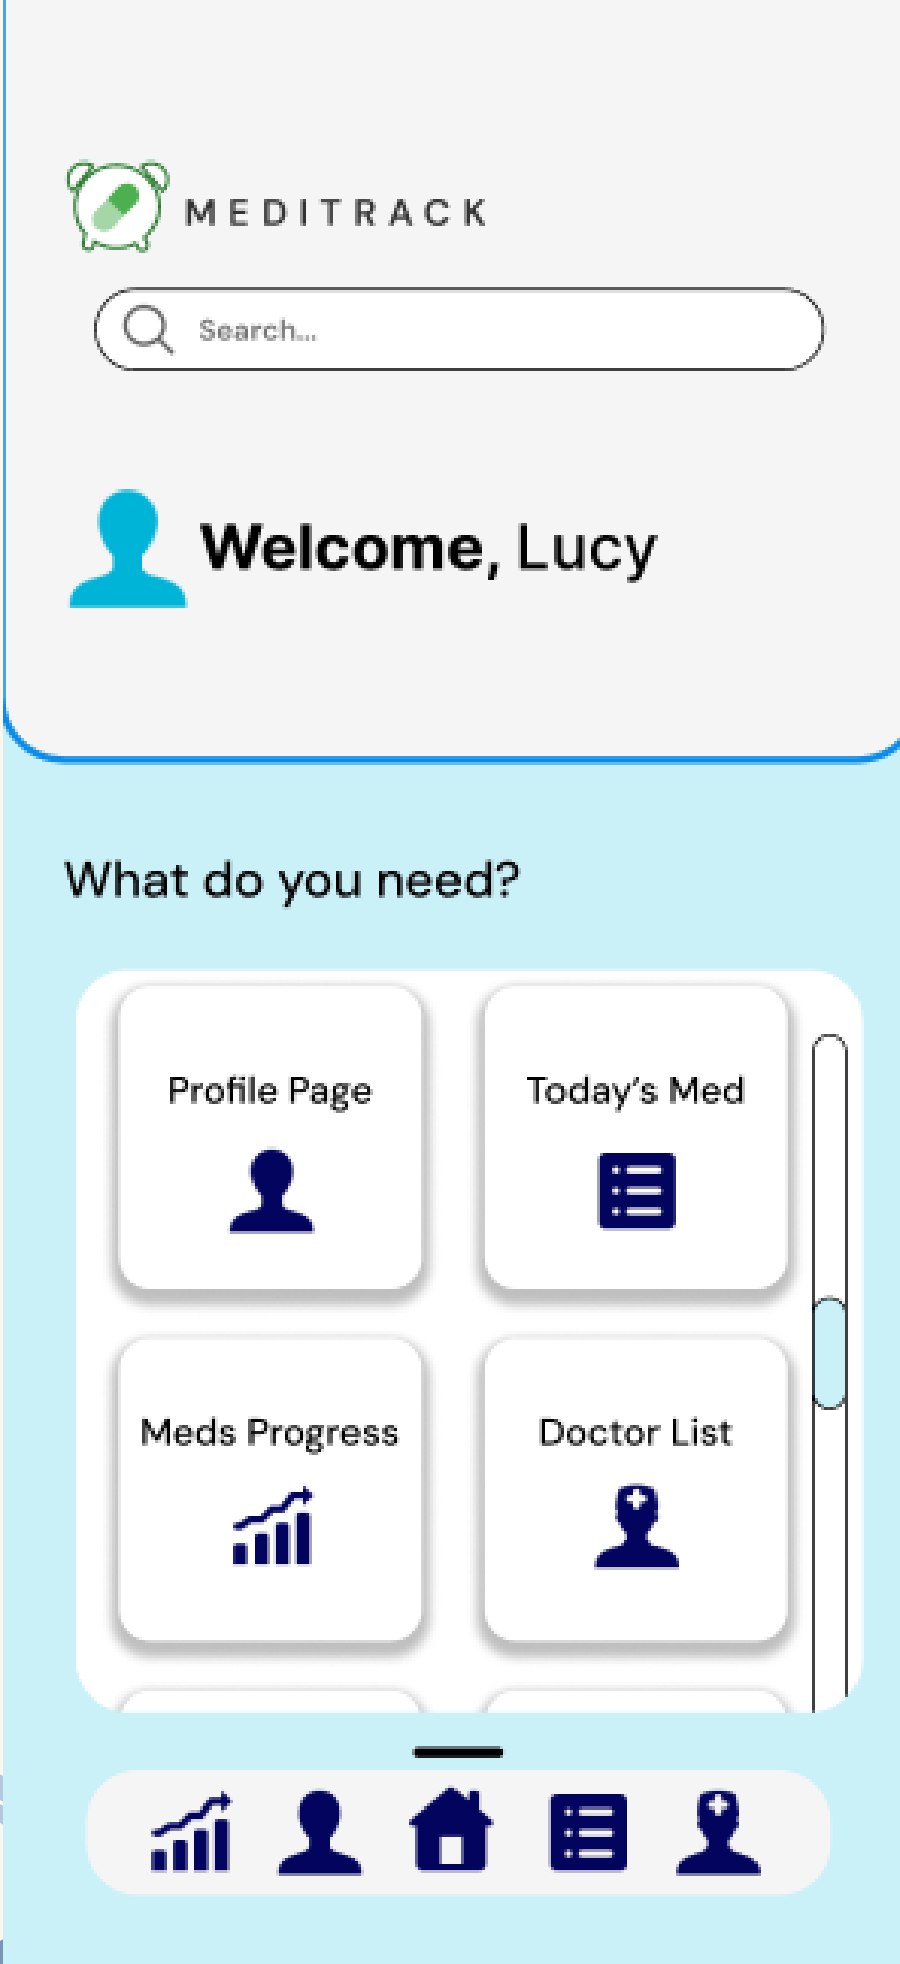 MEDITRACK
Search...
Welcome, Lucy
What do you need?
Profile Page
Today's Med
Meds Progress
Doctor List